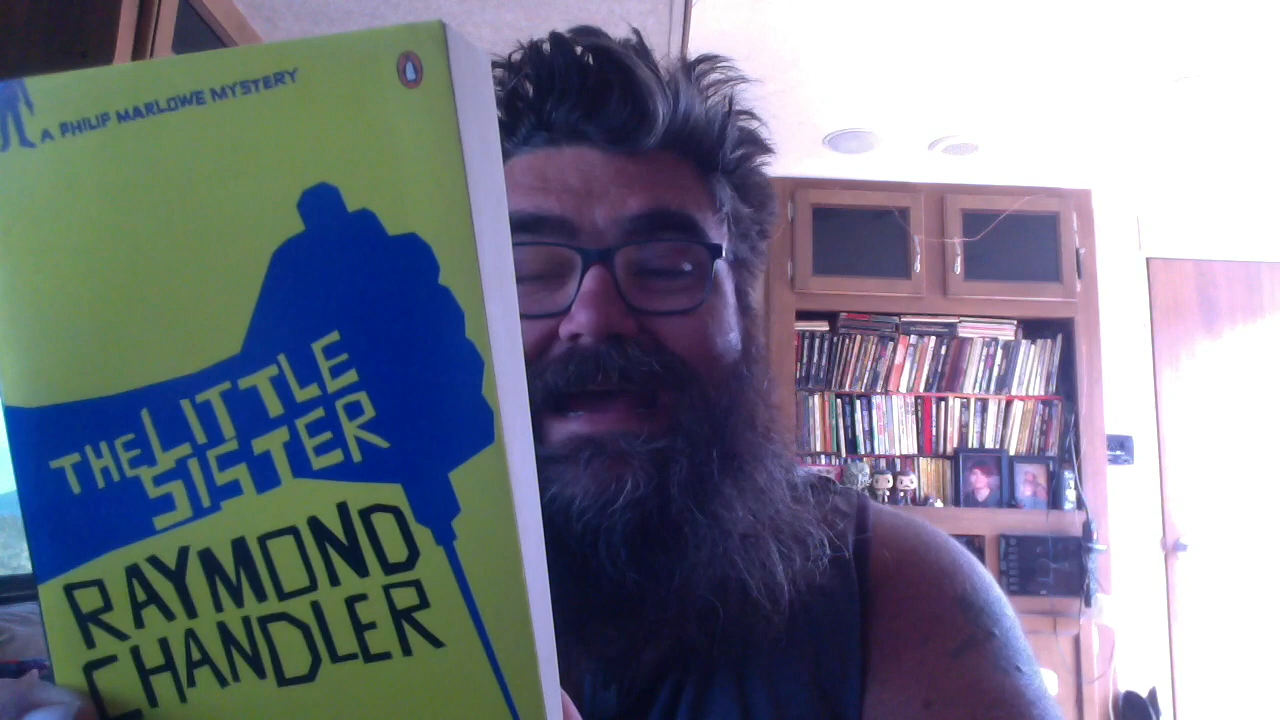 A PHILIP MARLOWE MYSTERY
THE LITTLE
SISTER
RAYMOND
CHANDLER